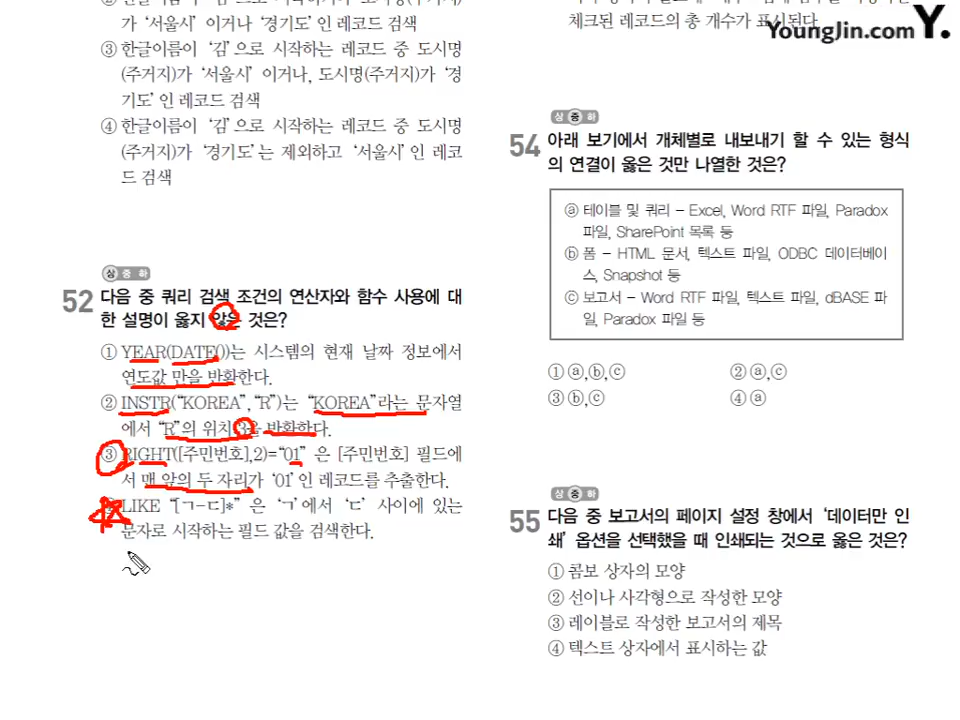 가 ‘서울시’ 이거나 ‘경기도’인 레코드 검색
③ 한글이름이 ‘김’으로 시작하는 레코드 중 도시명
(주거지)가 ‘서울시’ 이거나, 도시명(주거지)가 ‘경
기도’인 레코드 검색
④ 한글이름이 ‘김’으로 시작하는 레코드 중 도시명
(주거지)가 ‘경기도’는 제외하고 ‘서울시’인 레코
드 검색
상 중 하
52 다음 중 쿼리 검색 조건의 연산자와 함수 사용에 대
한 설명이 옳지 않은 것은?
① YEAR(DATE())는 시스템의 현재 날짜 정보에서
연도값 만을 반환한다.
② INSTR(“KOREA”,“R”)는 “KOREA”라는 문자열
에서 “R”의 위치 3을 반환한다.
③ RIGHT([주민번호],2)=“01” 은 [주민번호] 필드에
서 맨 앞의 두 자리가 ‘01’인 레코드를 추출한다.
LIKE “[ㄱ-ㄷ]*” 은 ‘ㄱ’에서 ‘ㄷ’ 사이에 있는
문자로 시작하는 필드 값을 검색한다.
체크된 레코드의 총 개수가 표시된다.
YoungJin.com Y.
상 중 하
54 아래 보기에서 개체별로 내보내기 할 수 있는 형식
의 연결이 옳은 것만 나열한 것은?
ⓐ 테이블 및 쿼리 – Excel, Word RTF 파일, Paradox
파일, SharePoint 목록 등
ⓑ 폼 – HTML 문서, 텍스트 파일, ODBC 데이터베이
스, Snapshot 등
ⓒ 보고서 – Word RTF 파일, 텍스트 파일, dBASE 파
일, Paradox 파일 등
① ⓐ,ⓑ,ⓒ ② ⓐ,ⓒ
③ ⓑ,ⓒ ④ ⓐ
상 중 하
55 다음 중 보고서의 페이지 설정 창에서 ‘데이터만 인
쇄’ 옵션을 선택했을 때 인쇄되는 것으로 옳은 것은?
① 콤보 상자의 모양
② 선이나 사각형으로 작성한 모양
③ 레이블로 작성한 보고서의 제목
④ 텍스트 상자에서 표시하는 값